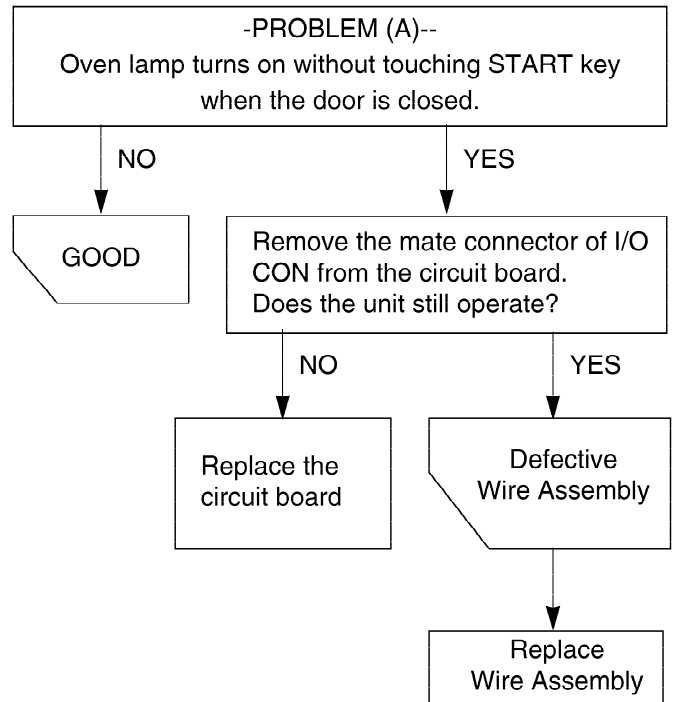 -PROBLEM (A)--
Oven lamp turns on without touching START key
when the door is closed.
NO
YES
GOOD
Remove the mate connector of I/O
CON from the circuit board.
Does the unit still operate?
NO
YES
Replace the
circuit board
Defective
Wire Assembly
Replace
Wire Assembly